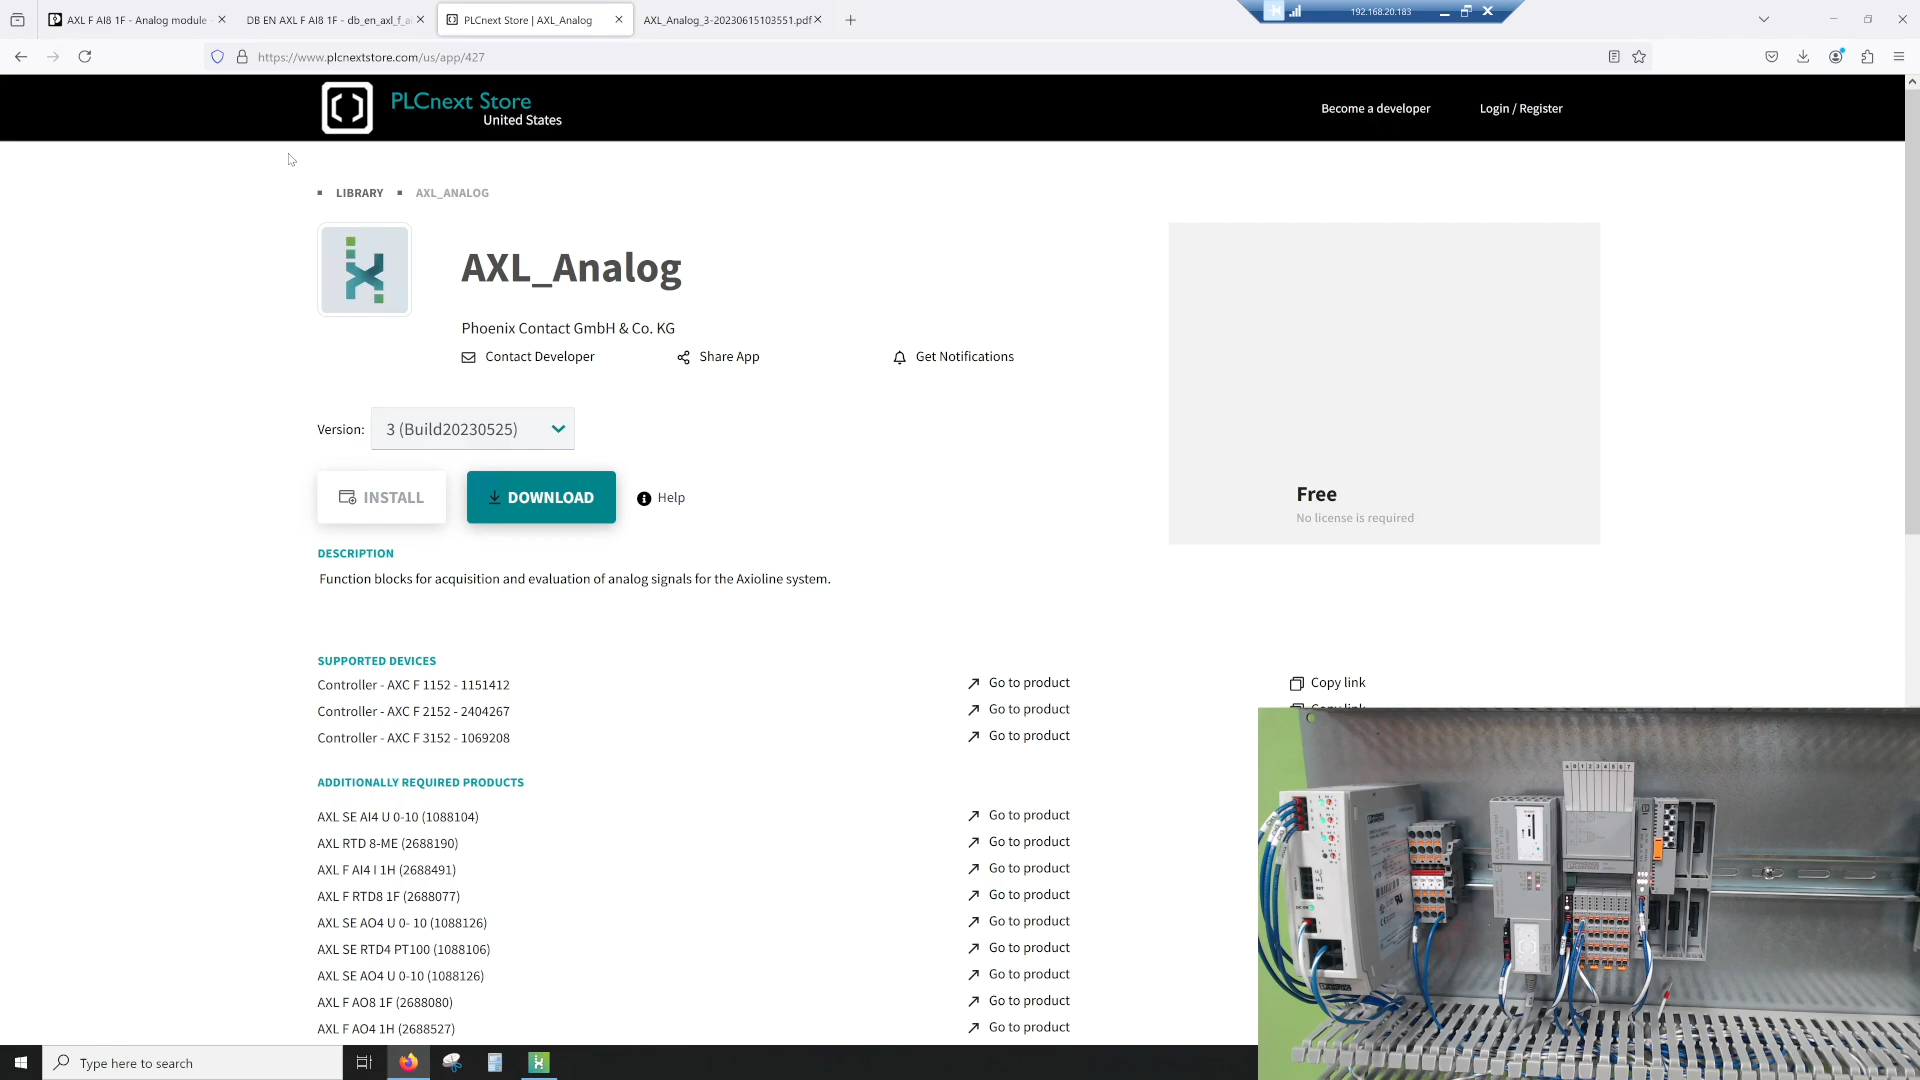 AXL F AI8 1F - Analog module
DB EN AXL F AI8 1F - db_en_axl_f_a
PLCnext Store | AXL_Analog
AXL_Analog_3-20230615103551.pdf
192.168.20.183
https://www.plcnextstore.com/us/app/427
PLCnext Store
United States
Become a developer
Login / Register
LIBRARY
AXL_ANALOG
AXL_Analog
Phoenix Contact GmbH & Co. KG
Contact Developer
Share App
Get Notifications
Version:
3 (Build20230525)
INSTALL
DOWNLOAD
Help
Free
No license is required
DESCRIPTION
Function blocks for acquisition and evaluation of analog signals for the Axioline system.
SUPPORTED DEVICES
Controller - AXC F 1152 - 1151412
Go to product
Copy link
Controller - AXC F 2152 - 2404267
Go to product
Copy link
Controller - AXC F 3152 - 1069208
Go to product
ADDITIONALLY REQUIRED PRODUCTS
AXL SE AI4 U 0-10 (1088104)
Go to product
AXL RTD 8-ME (2688190)
Go to product
AXL F AI4 I 1H (2688491)
Go to product
AXL F RTD8 1F (2688077)
Go to product
AXL SE AO4 U 0- 10 (1088126)
Go to product
AXL SE RTD4 PT100 (1088106)
Go to product
AXL SE AO4 U 0-10 (1088126)
Go to product
AXL F AO8 1F (2688080)
Go to product
AXL F AO4 1H (2688527)
Go to product
Type here to search